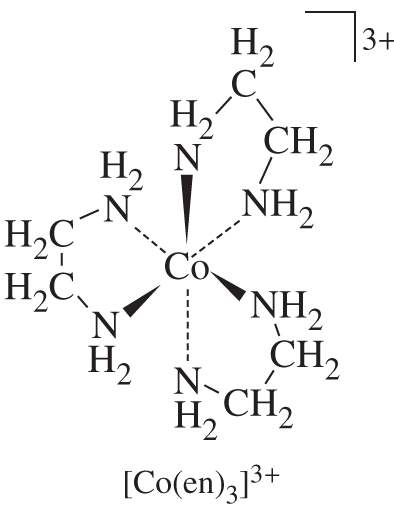 H₂
C
3+
H₂
N
CH₂
NH₂
H₂
N
H₂C
H₂C
N
H₂
Co
NH₂
CH₂
N
H₂
CH₂
[Co(en)₃]³⁺